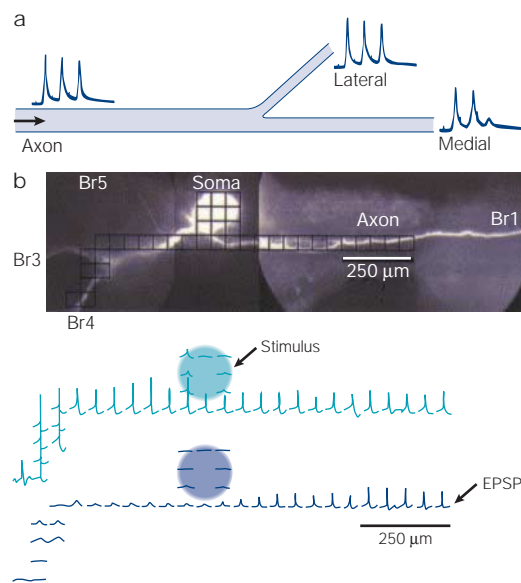 a
Lateral
Axon
Medial
b
Br5
Soma
Axon
Br1
Br3
250 μm
Br4
Stimulus
EPSP
250 μm